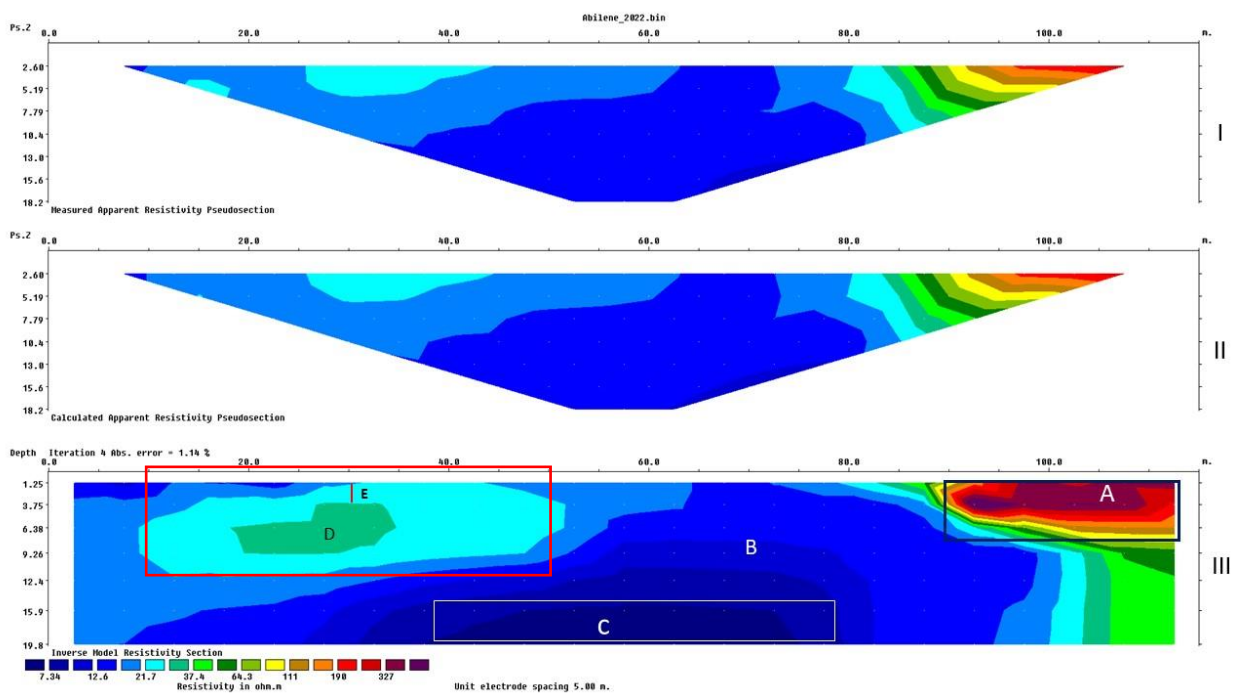 Abilene_2022.bin
Ps.Z 0.0 20.0 40.0 60.0 80.0 100.0 m.
2.60
5.19
7.79
10.4
13.0
15.6
18.2
I
Measured Apparent Resistivity Pseudosection
Ps.Z 0.0 20.0 40.0 60.0 80.0 100.0 m.
2.60
5.19
7.79
10.4
13.0
15.6
18.2
II
Calculated Apparent Resistivity Pseudosection
Depth Iteration 4 Abs. error = 1.14 %
0.0 20.0 40.0 60.0 80.0 100.0 m.
1.25
3.75
6.38
9.26
12.4
15.9
19.8
E
A
D
B
C
III
Inverse Model Resistivity Section
7.34 12.6 21.7 37.4 64.3 111 190 327
Resistivity in ohm.m Unit electrode spacing 5.00 m.